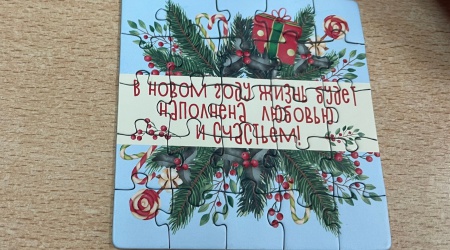 В НОВОМ ГОДУ ЖИЗНЬ БУДЕТ
НАПОЛНЕНА ЛЮБОВЬЮ
И СЧАСТЬЕМ!